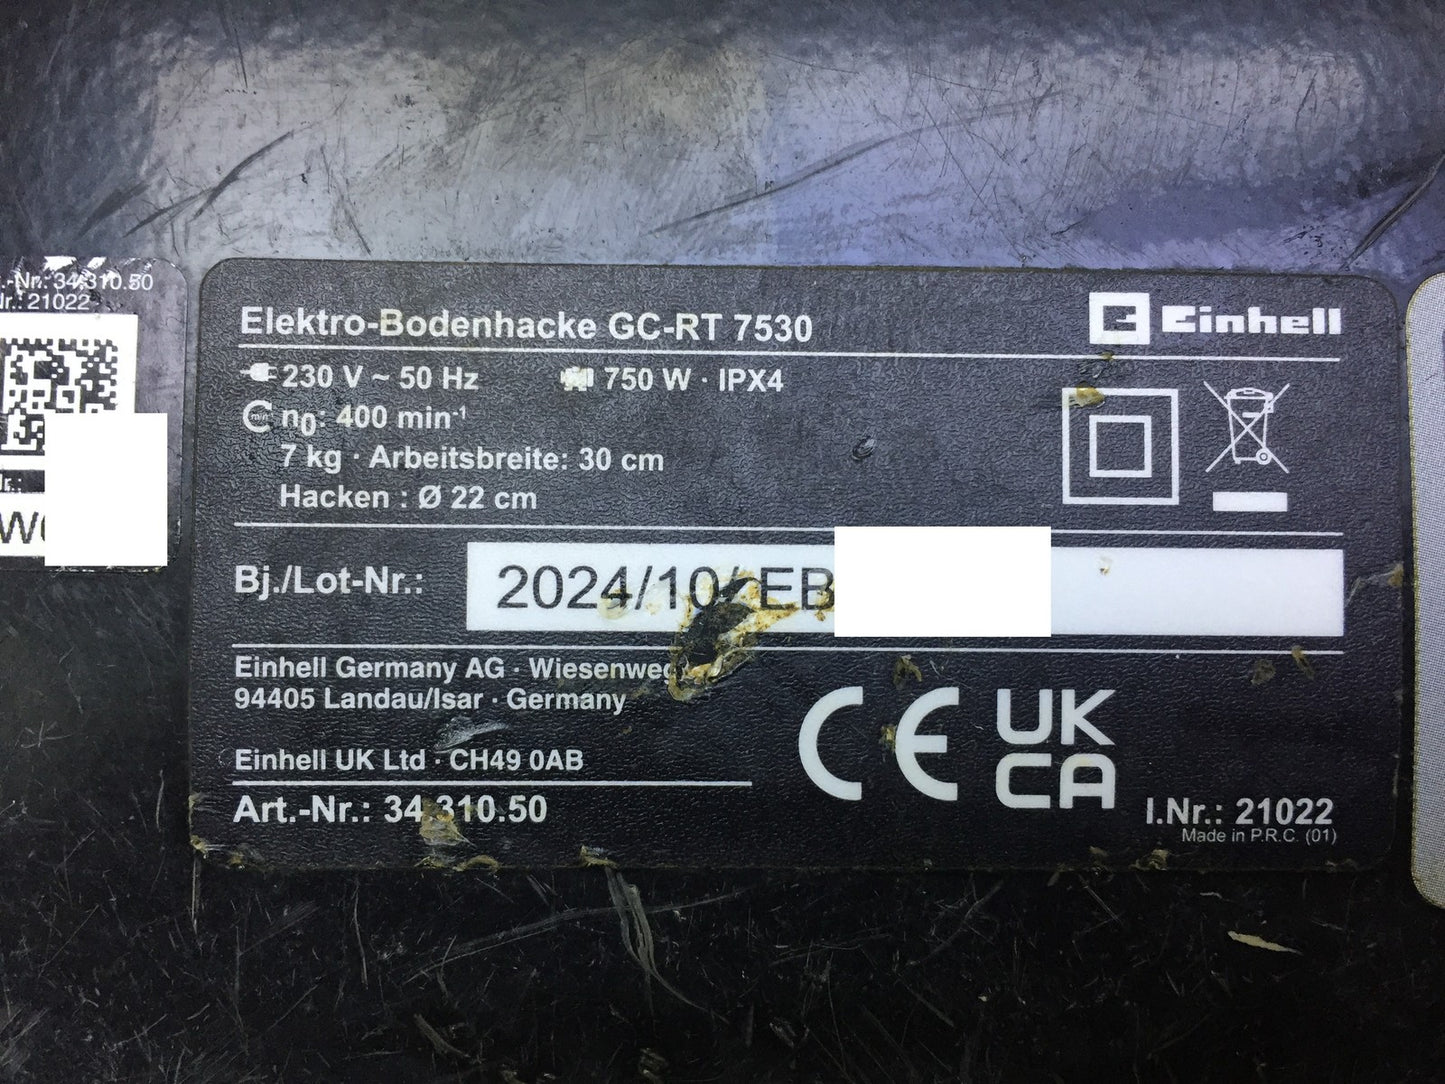 34.310.50
21022
Elektro-Bodenhacke GC-RT 7530
Einhell
230 V ~ 50 Hz 750 W · IPX4
min n0: 400 min-1
7 kg · Arbeitsbreite: 30 cm
Hacken : Ø 22 cm
Bj./Lot-Nr.: 2024/10/ EB
Einhell Germany AG · Wiesenweg
94405 Landau/Isar · Germany
Einhell UK Ltd · CH49 0AB
CE UK
CA
Art.-Nr.: 34.310.50
I.Nr.: 21022
Made in P.R.C. (01)